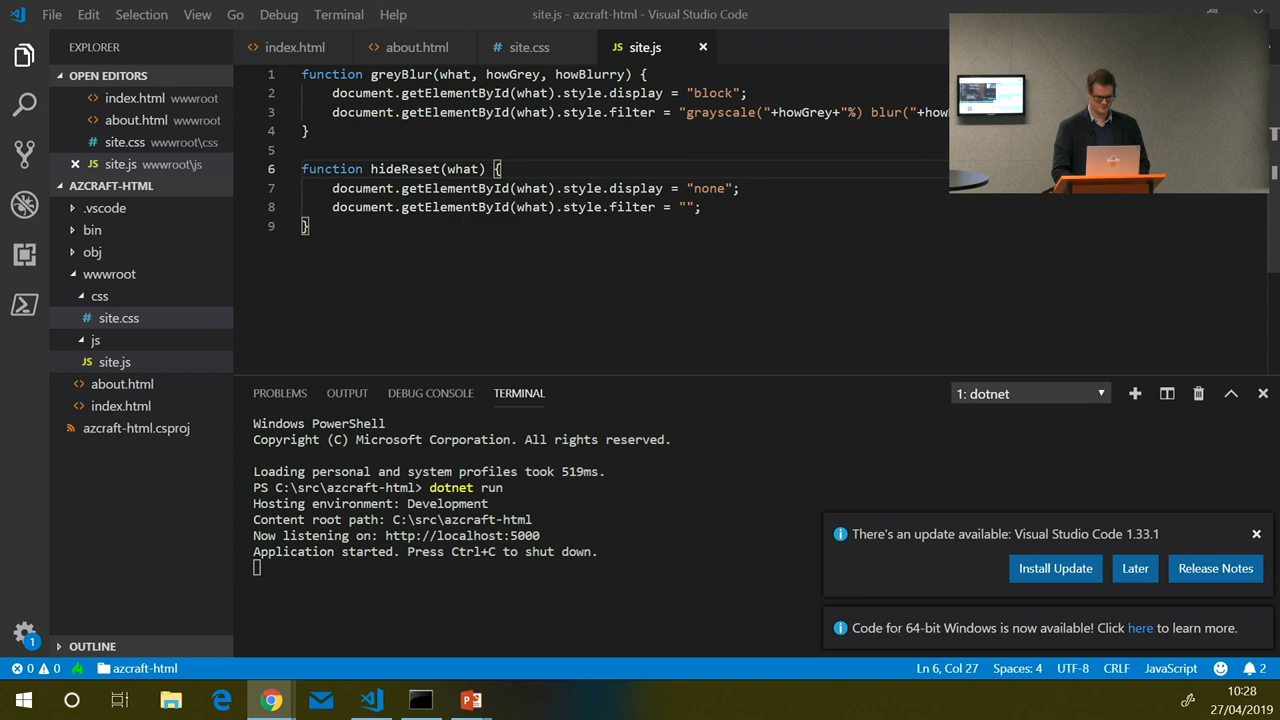 File Edit Selection View Go Debug Terminal Help
site.js - azcraft-html - Visual Studio Code
EXPLORER
OPEN EDITORS
index.html wwwroot
about.html wwwroot
site.css wwwroot\css
site.js wwwroot\js
AZCRAFT-HTML
.vscode
bin
obj
wwwroot
css
site.css
js
JS site.js
about.html
index.html
azcraft-html.csproj
OUTLINE
index.html about.html # site.css JS site.js
1 function greyBlur(what, howGrey, howBlurry) {
2 document.getElementById(what).style.display = "block";
3 document.getElementById(what).style.filter = "grayscale("+howGrey+"%) blur("+how
4 }
5
6 function hideReset(what) {
7 document.getElementById(what).style.display = "none";
8 document.getElementById(what).style.filter = "";
9 }
PROBLEMS OUTPUT DEBUG CONSOLE TERMINAL
1: dotnet
Windows PowerShell
Copyright (C) Microsoft Corporation. All rights reserved.
Loading personal and system profiles took 519ms.
PS C:\src\azcraft-html> dotnet run
Hosting environment: Development
Content root path: C:\src\azcraft-html
Now listening on: http://localhost:5000
Application started. Press Ctrl+C to shut down.
There's an update available: Visual Studio Code 1.33.1
Install Update Later Release Notes
Code for 64-bit Windows is now available! Click here to learn more.
1
0 0 azcraft-html Ln 6, Col 27 Spaces: 4 UTF-8 CRLF JavaScript 2
10:28
27/04/2019